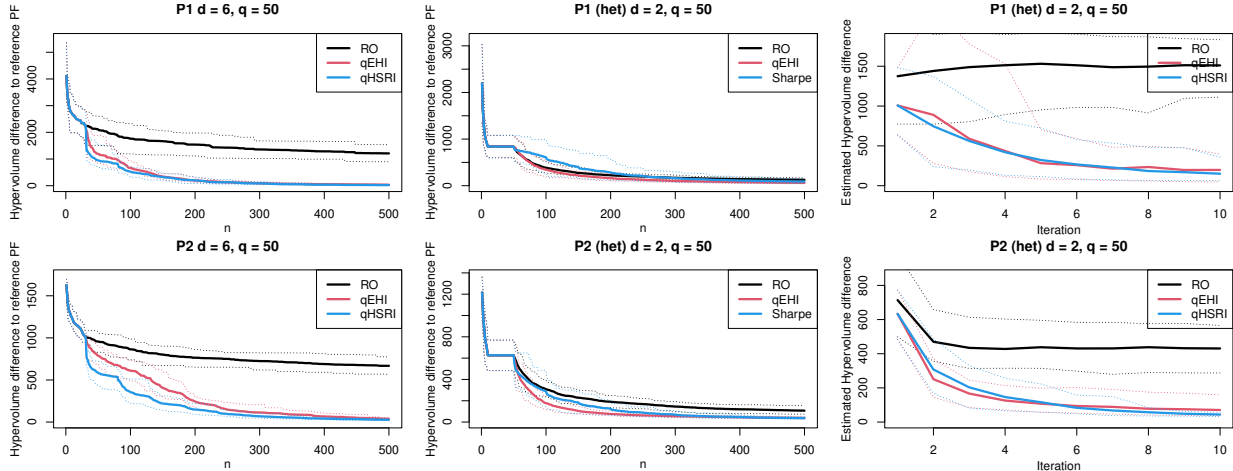 P1 d = 6, q = 50
Hypervolume difference to reference PF
0 2000 4000
RO
qEHI
qHSRI
0 100 200 300 400 500
n
P1 (het) d = 2, q = 50
Hypervolume difference to reference PF
0 1000 3000
RO
qEHI
Sharpe
0 100 200 300 400 500
n
P1 (het) d = 2, q = 50
Estimated Hypervolume difference
0 500 1000 1500
RO
qEHI
qHSRI
2 4 6 8 10
Iteration
P2 d = 6, q = 50
Hypervolume difference to reference PF
0 500 1000 1500
RO
qEHI
qHSRI
0 100 200 300 400 500
n
P2 (het) d = 2, q = 50
Hypervolume difference to reference PF
0 400 800 1200
RO
qEHI
Sharpe
0 100 200 300 400 500
n
P2 (het) d = 2, q = 50
Estimated Hypervolume difference
0 200 400 600 800
RO
qEHI
qHSRI
2 4 6 8 10
Iteration